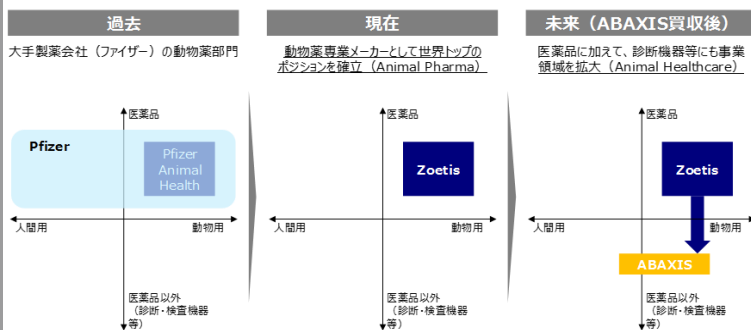 過去
大手製薬会社（ファイザー）の動物薬部門
医薬品
Pfizer
Pfizer
Animal
Health
人間用
動物用
医薬品以外
（診断・検査機器
等）
現在
動物薬専業メーカーとして世界トップの
ポジションを確立（Animal Pharma）
医薬品
Zoetis
人間用
動物用
医薬品以外
（診断・検査機器
等）
未来（ABAXIS買収後）
医薬品に加えて、診断機器等にも事業
領域を拡大（Animal Healthcare）
医薬品
Zoetis
人間用
動物用
ABAXIS
医薬品以外
（診断・検査機器
等）